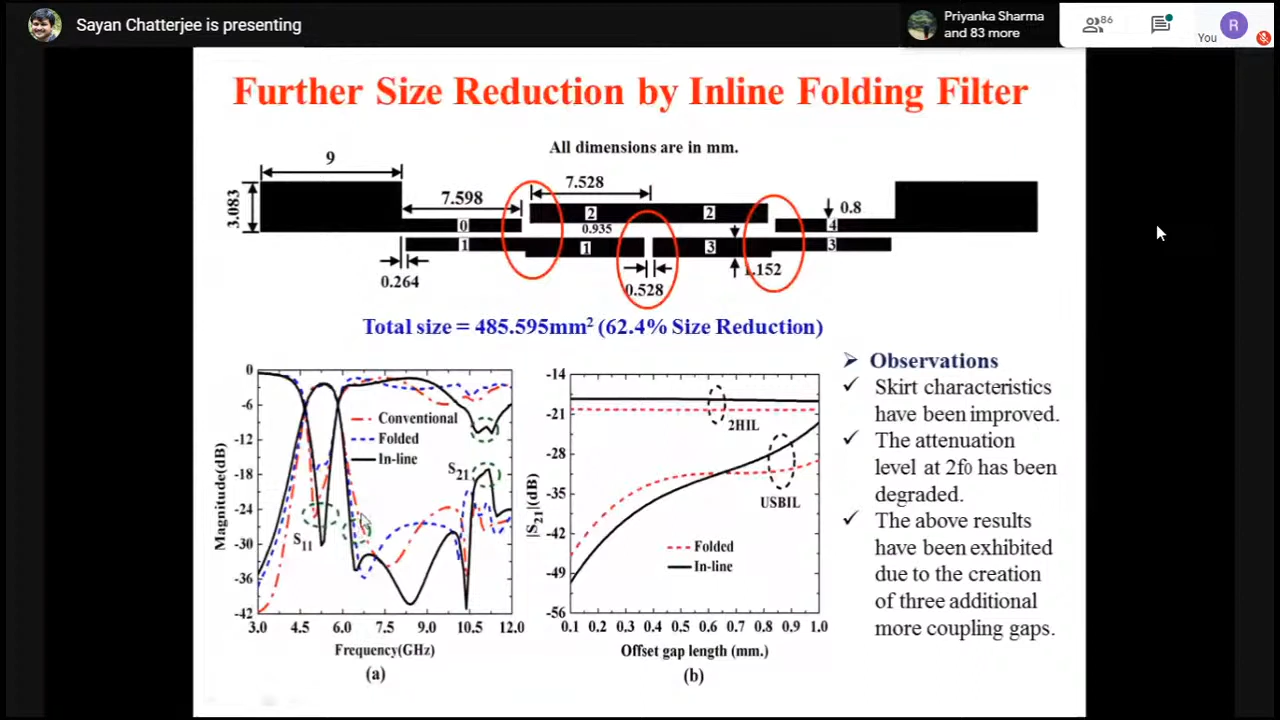 Sayan Chatterjee is presenting
Priyanka Sharma
and 83 more
86
You
R
Further Size Reduction by Inline Folding Filter
All dimensions are in mm.
9
7.528
7.598
3.083
0.8
2
2
0
0.935
4
1
1
3
3
0.264
0.528
1.152
Total size = 485.595mm² (62.4% Size Reduction)
Magnitude(dB)
0
-6
-12
-18
-24
-30
-36
-42
Conventional
Folded
In-line
S21
S11
3.0 4.5 6.0 7.5 9.0 10.5 12.0
Frequency(GHz)
(a)
|S21|(dB)
-14
-21
-28
-35
-42
-49
-56
2HIL
USBIL
Folded
In-line
0.1 0.2 0.3 0.4 0.5 0.6 0.7 0.8 0.9 1.0
Offset gap length (mm.)
(b)
➢ Observations
✓ Skirt characteristics
have been improved.
✓ The attenuation
level at 2f0 has been
degraded.
✓ The above results
have been exhibited
due to the creation
of three additional
more coupling gaps.